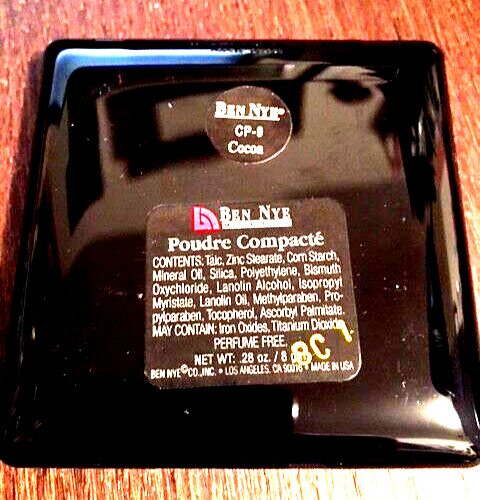 BEN NYE®
CP-8
Cocoa
BEN NYE
Poudre Compacté
CONTENTS: Talc, Zinc Stearate, Corn Starch,
Mineral Oil, Silica, Polyethylene, Bismuth
Oxychloride, Lanolin Alcohol, Isopropyl
Myristate, Lanolin Oil, Methylparaben, Pro-
pylparaben, Tocopherol, Ascorbyl Palmitate.
MAY CONTAIN: Iron Oxides, Titanium Dioxide.
PERFUME FREE.
NET WT: .28 oz. / 8
BEN NYE © CO., INC. • LOS ANGELES, CA 90016 • MADE IN USA